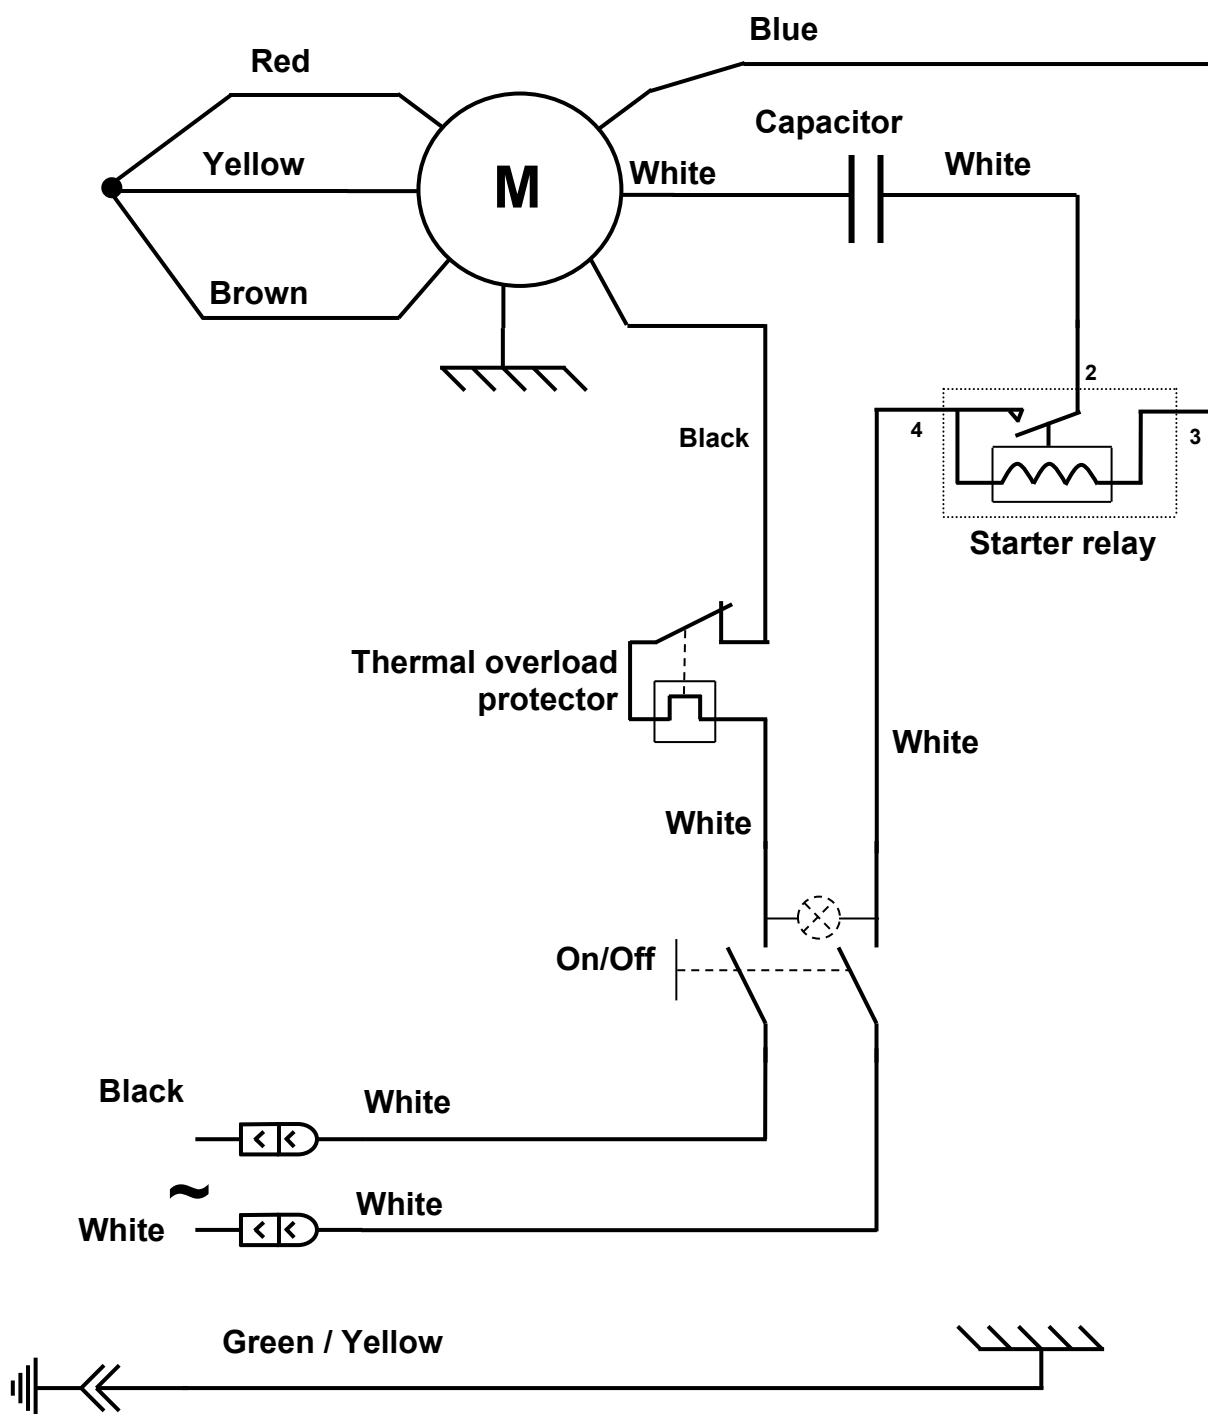 Blue
Red
Capacitor
Yellow
White
White
M
Brown
2
4
Black
3
Starter relay
Thermal overload
protector
White
White
On/Off
Black
White
~
White
White
Green / Yellow